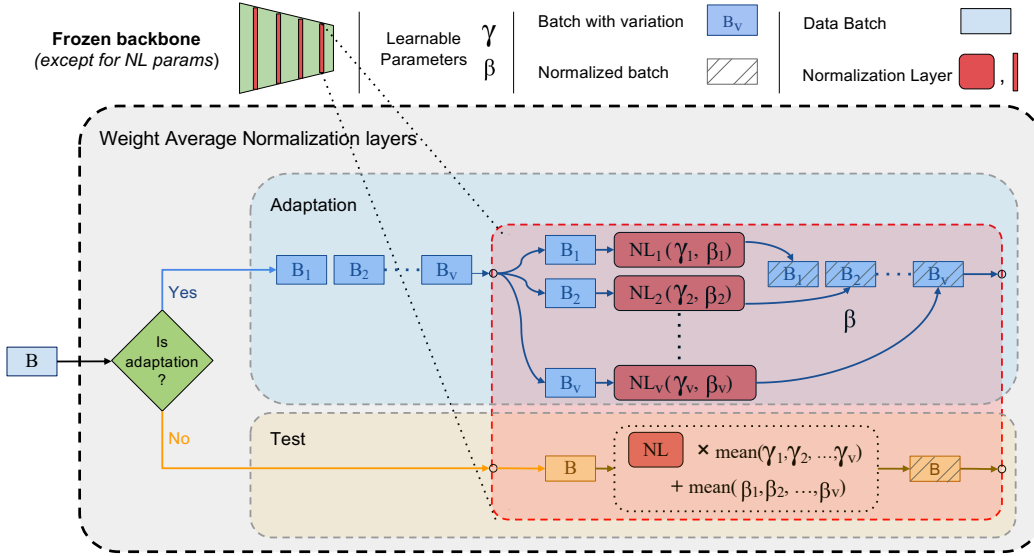 Frozen backbone
(except for NL params)
Learnable
Parameters
γ
β
Batch with variation
Bv
Normalized batch
Data Batch
Normalization Layer
,
Weight Average Normalization layers
Adaptation
B1 B2 Bv
B1 NL1(γ1, β1)
B2 NL2(γ2, β2)
Bv NLv(γv, βv)
B1 B2 Bv
β
Yes
B
Is
adaptation
?
No
Test
B
NL × mean(γ1,γ2, ...,γv)
+ mean(β1,β2, ...,βv)
B